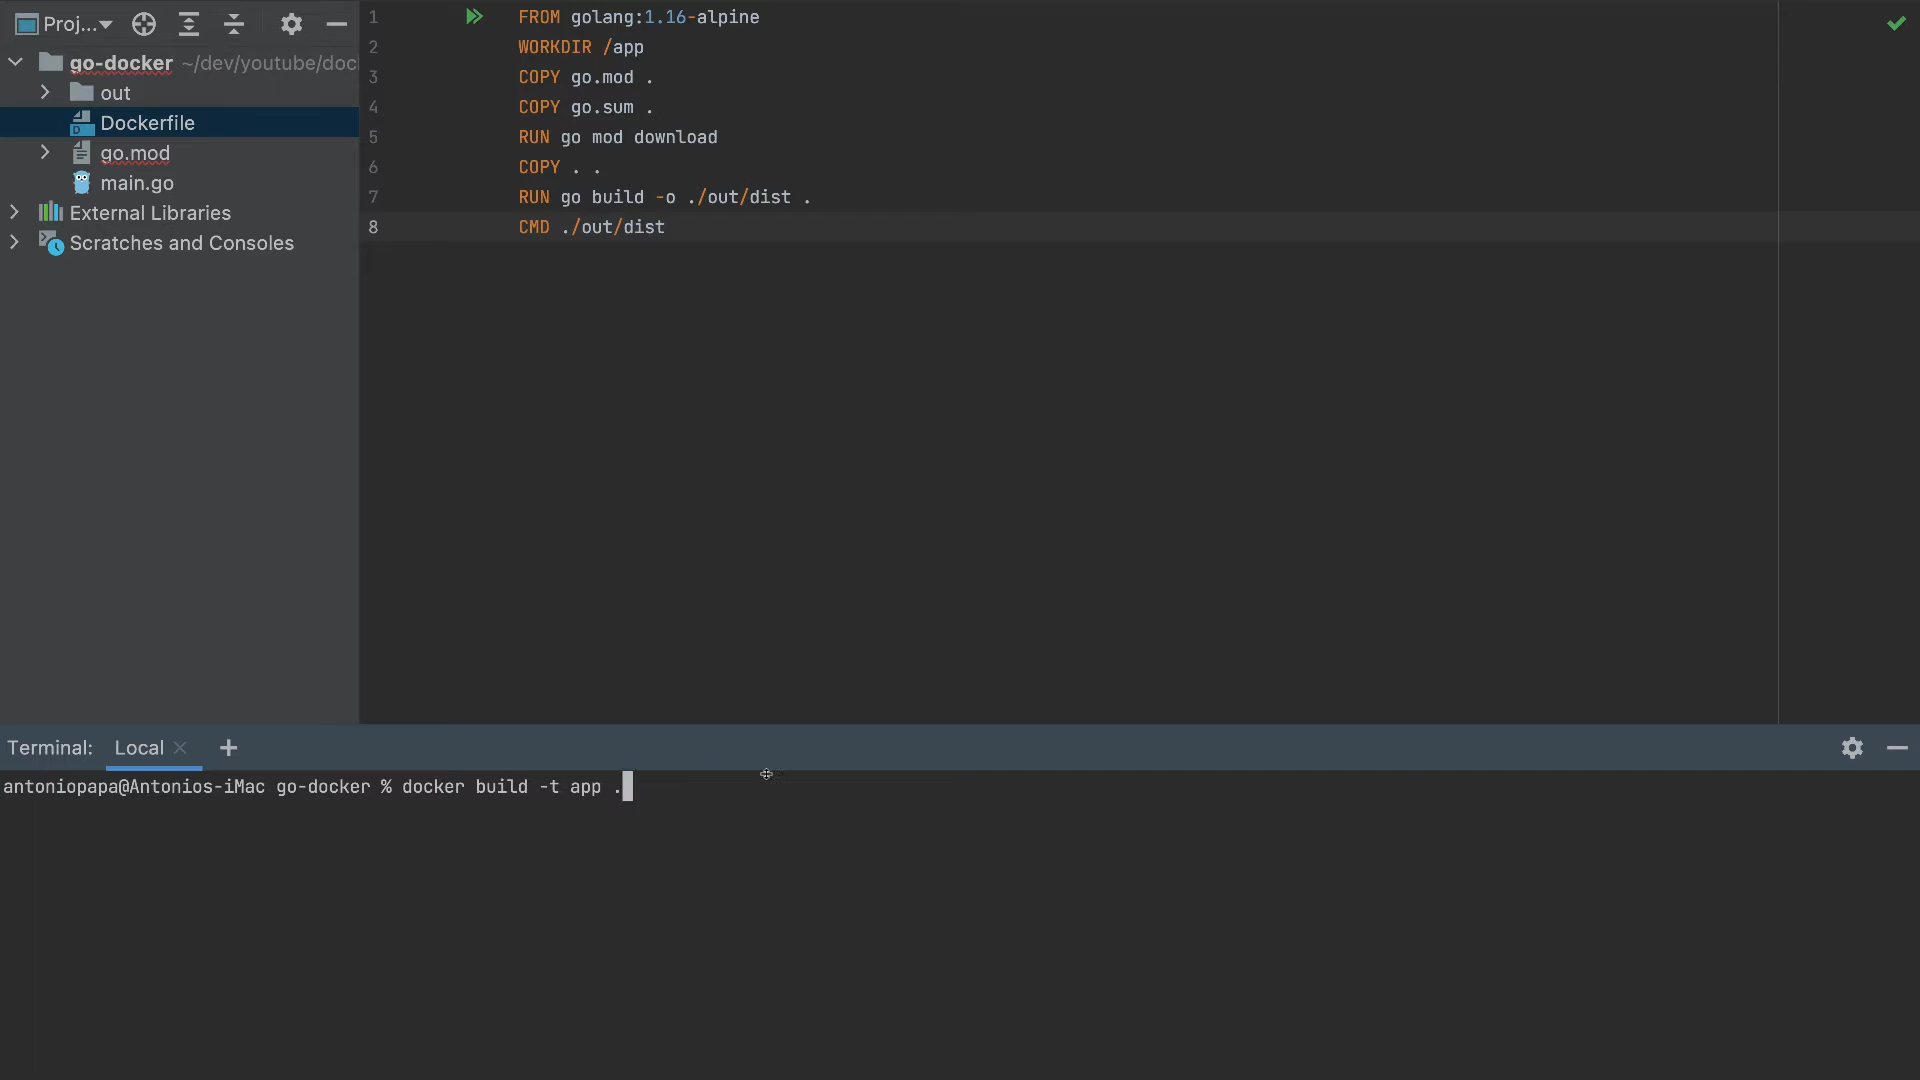 Proj...
go-docker ~/dev/youtube/doc
out
Dockerfile
go.mod
main.go
External Libraries
Scratches and Consoles
1 FROM golang:1.16-alpine
2 WORKDIR /app
3 COPY go.mod .
4 COPY go.sum .
5 RUN go mod download
6 COPY . .
7 RUN go build -o ./out/dist .
8 CMD ./out/dist
Terminal: Local
antoniopapa@Antonios-iMac go-docker % docker build -t app .